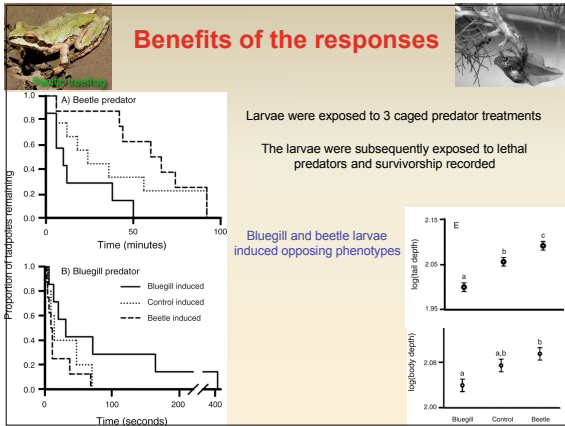 Benefits of the responses
Pacific treefrog
Larvae were exposed to 3 caged predator treatments
The larvae were subsequently exposed to lethal
predators and survivorship recorded
Bluegill and beetle larvae
induced opposing phenotypes
Proportion of tadpoles remaining
A) Beetle predator
1.0
0.8
0.6
0.4
0.2
0.0
0
50
100
Time (minutes)
B) Bluegill predator
Bluegill induced
Control induced
Beetle induced
1.0
0.8
0.6
0.4
0.2
0.0
0
100
200
400
Time (seconds)
E
log(tail depth)
2.15
2.05
1.95
a
b
c
log(body depth)
2.08
2.00
a
a,b
b
Bluegill
Control
Beetle